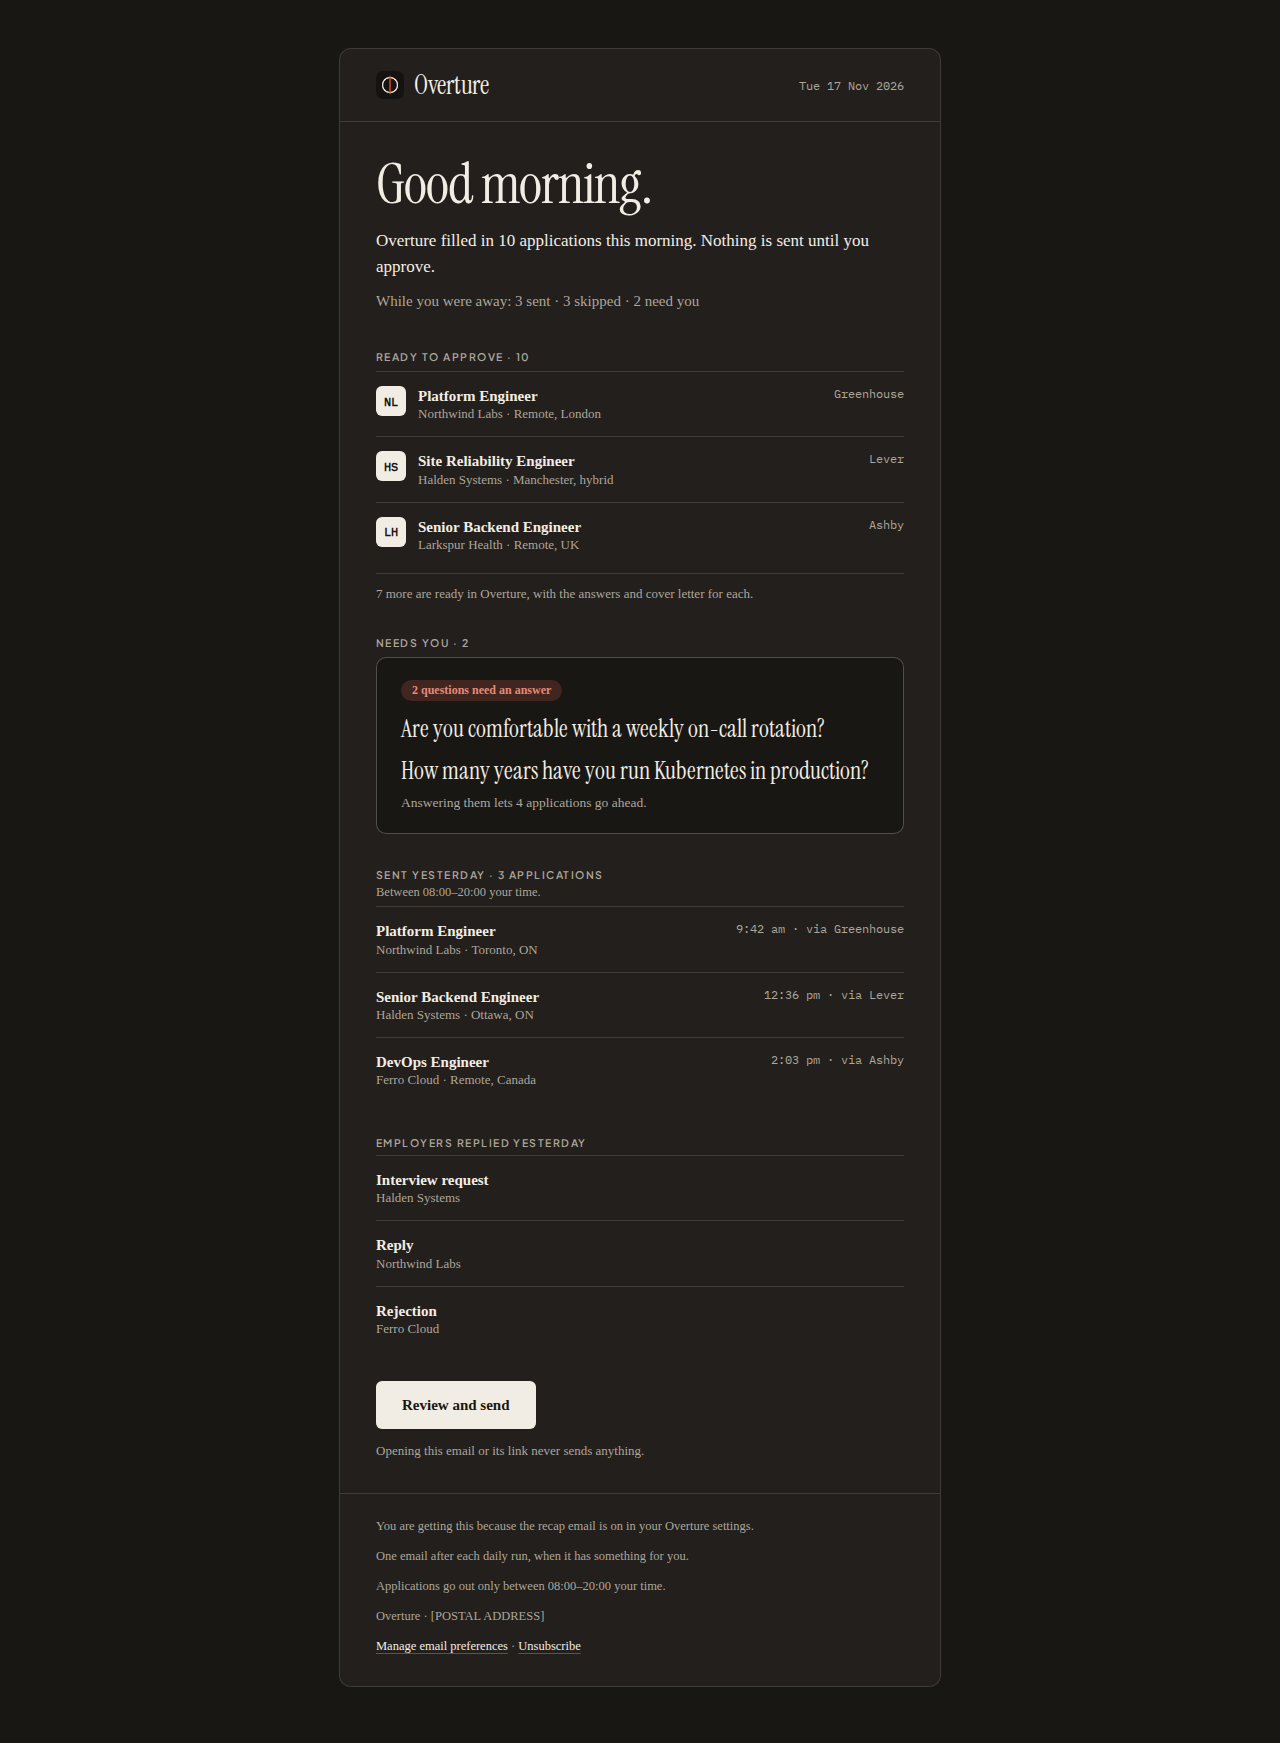 Overture
Tue 17 Nov 2026
Good morning.
Overture filled in 10 applications this morning. Nothing is sent until you
approve.
While you were away: 3 sent · 3 skipped · 2 need you
READY TO APPROVE · 10
NL
Platform Engineer
Greenhouse
Northwind Labs · Remote, London
HS
Site Reliability Engineer
Lever
Halden Systems · Manchester, hybrid
LH
Senior Backend Engineer
Ashby
Larkspur Health · Remote, UK
7 more are ready in Overture, with the answers and cover letter for each.
NEEDS YOU · 2
2 questions need an answer
Are you comfortable with a weekly on-call rotation?
How many years have you run Kubernetes in production?
Answering them lets 4 applications go ahead.
SENT YESTERDAY · 3 APPLICATIONS
Between 08:00–20:00 your time.
Platform Engineer
9:42 am · via Greenhouse
Northwind Labs · Toronto, ON
Senior Backend Engineer
12:36 pm · via Lever
Halden Systems · Ottawa, ON
DevOps Engineer
2:03 pm · via Ashby
Ferro Cloud · Remote, Canada
EMPLOYERS REPLIED YESTERDAY
Interview request
Halden Systems
Reply
Northwind Labs
Rejection
Ferro Cloud
Review and send
Opening this email or its link never sends anything.
You are getting this because the recap email is on in your Overture settings.
One email after each daily run, when it has something for you.
Applications go out only between 08:00–20:00 your time.
Overture · [POSTAL ADDRESS]
Manage email preferences · Unsubscribe